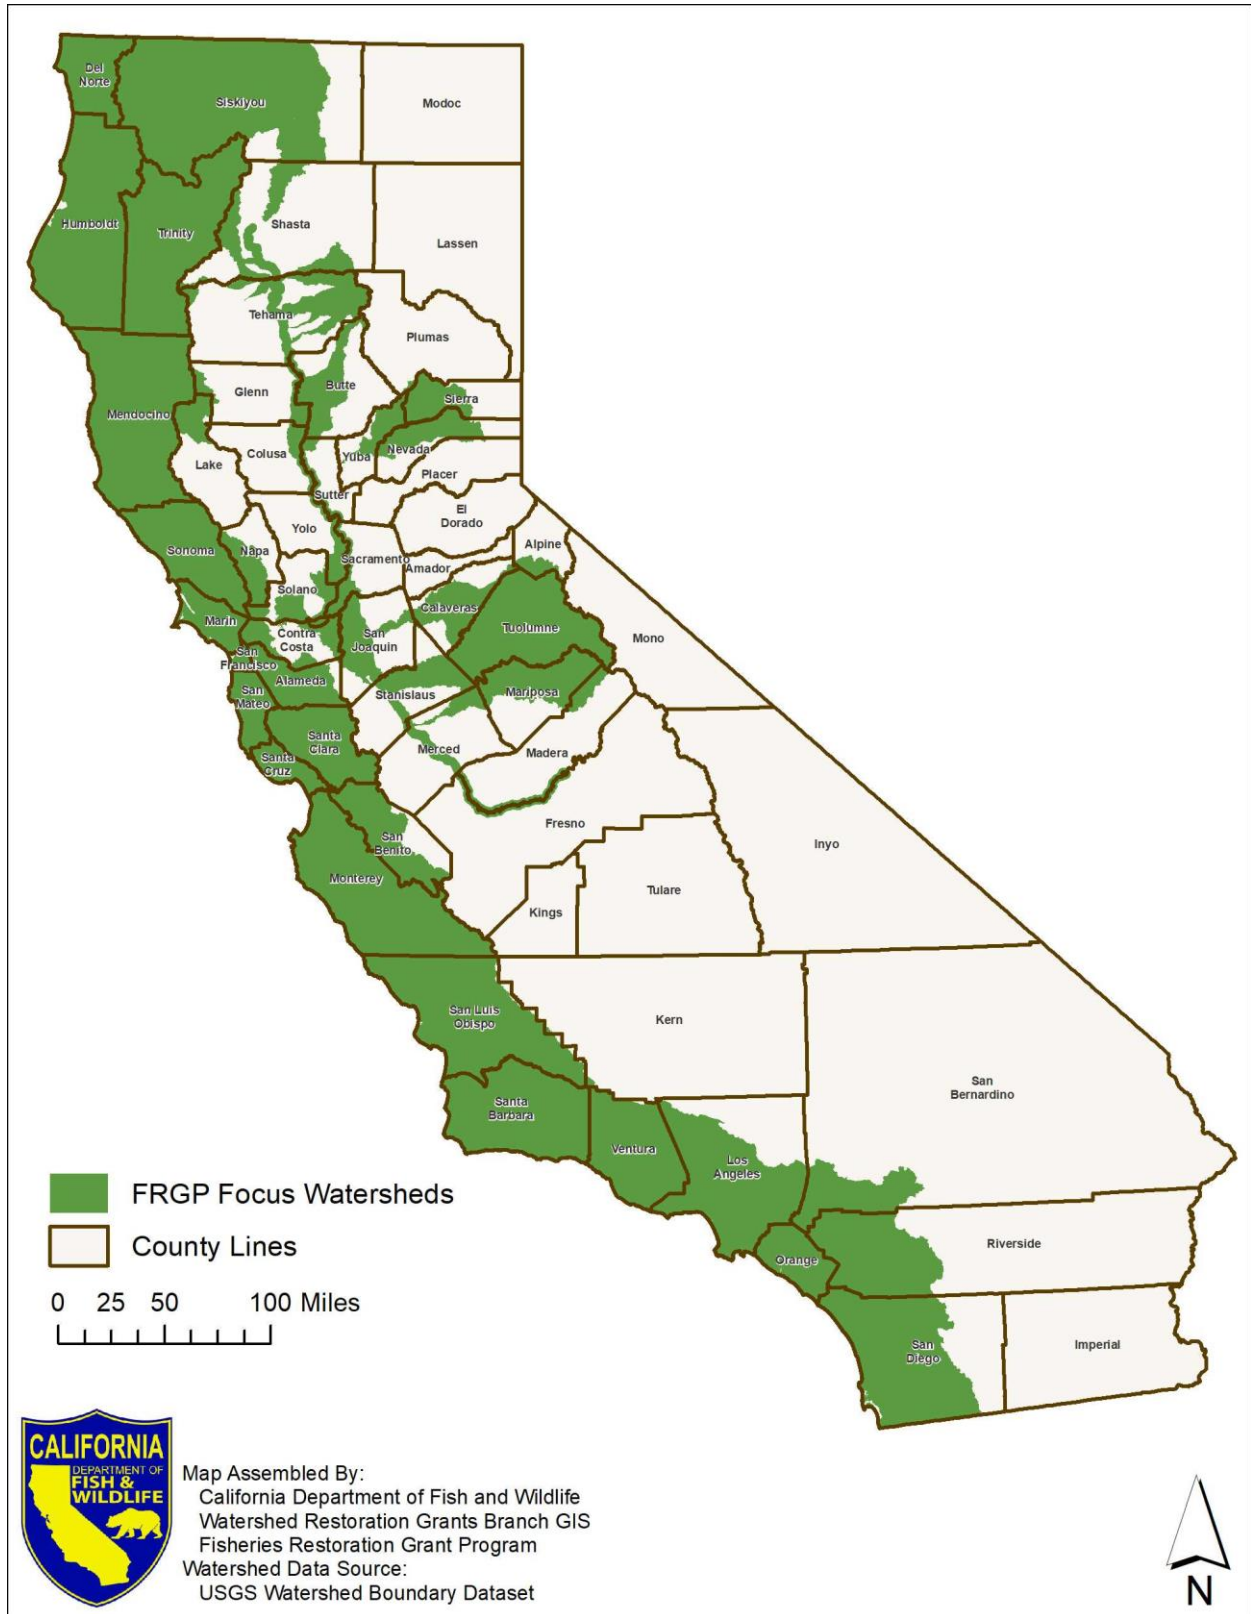 Del
Norte
Siskiyou
Modoc
Humboldt
Trinity
Shasta
Lassen
Tehama
Plumas
Glenn
Butte
Sierra
Mendocino
Colusa
Lake
Yuba
Nevada
Placer
Sutter
El
Dorado
Yolo
Sonoma
Napa
Sacramento
Alpine
Amador
Solano
Calaveras
Marin
Contra
Costa
San
Joaquin
Tuolumne
Mono
San
Francisco
Alameda
San
Mateo
Stanislaus
Mariposa
Santa
Clara
Merced
Madera
Santa
Cruz
Fresno
San
Benito
Inyo
Monterey
Kings
Tulare
San Luis
Obispo
Kern
San
Bernardino
Santa
Barbara
Ventura
Los
Angeles
Orange
Riverside
San
Diego
Imperial
FRGP Focus Watersheds
County Lines
0 25 50 100 Miles
CALIFORNIA
DEPARTMENT OF
FISH &
WILDLIFE
Map Assembled By:
California Department of Fish and Wildlife
Watershed Restoration Grants Branch GIS
Fisheries Restoration Grant Program
Watershed Data Source:
USGS Watershed Boundary Dataset
N